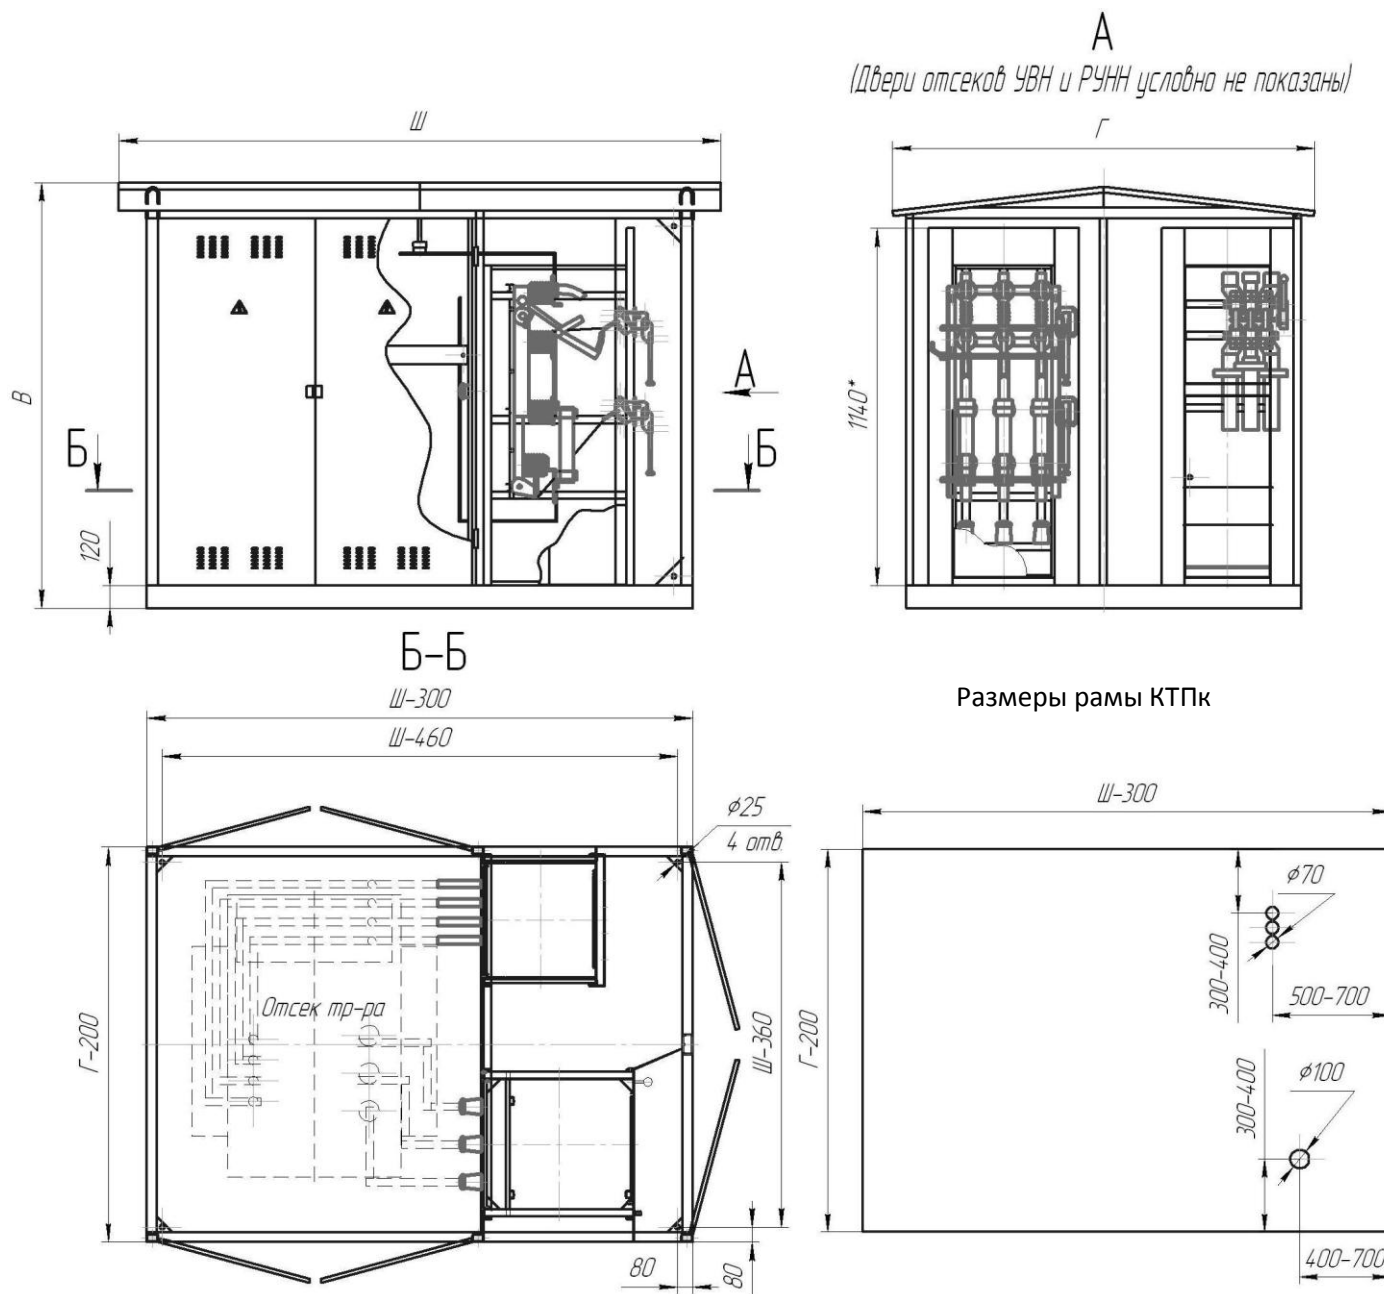 А
(Двери отсеков УВН и РУНН условно не показаны)
Ш
Г
В
А
Б
Б
1140*
120
Б-Б
Размеры рамы КТПк
Ш-300
Ш-460
Ш-300
φ25
4 отв.
φ70
300-400
500-700
Отсек тр-ра
Г-200
Ш-360
Г-200
φ100
300-400
400-700
80
80